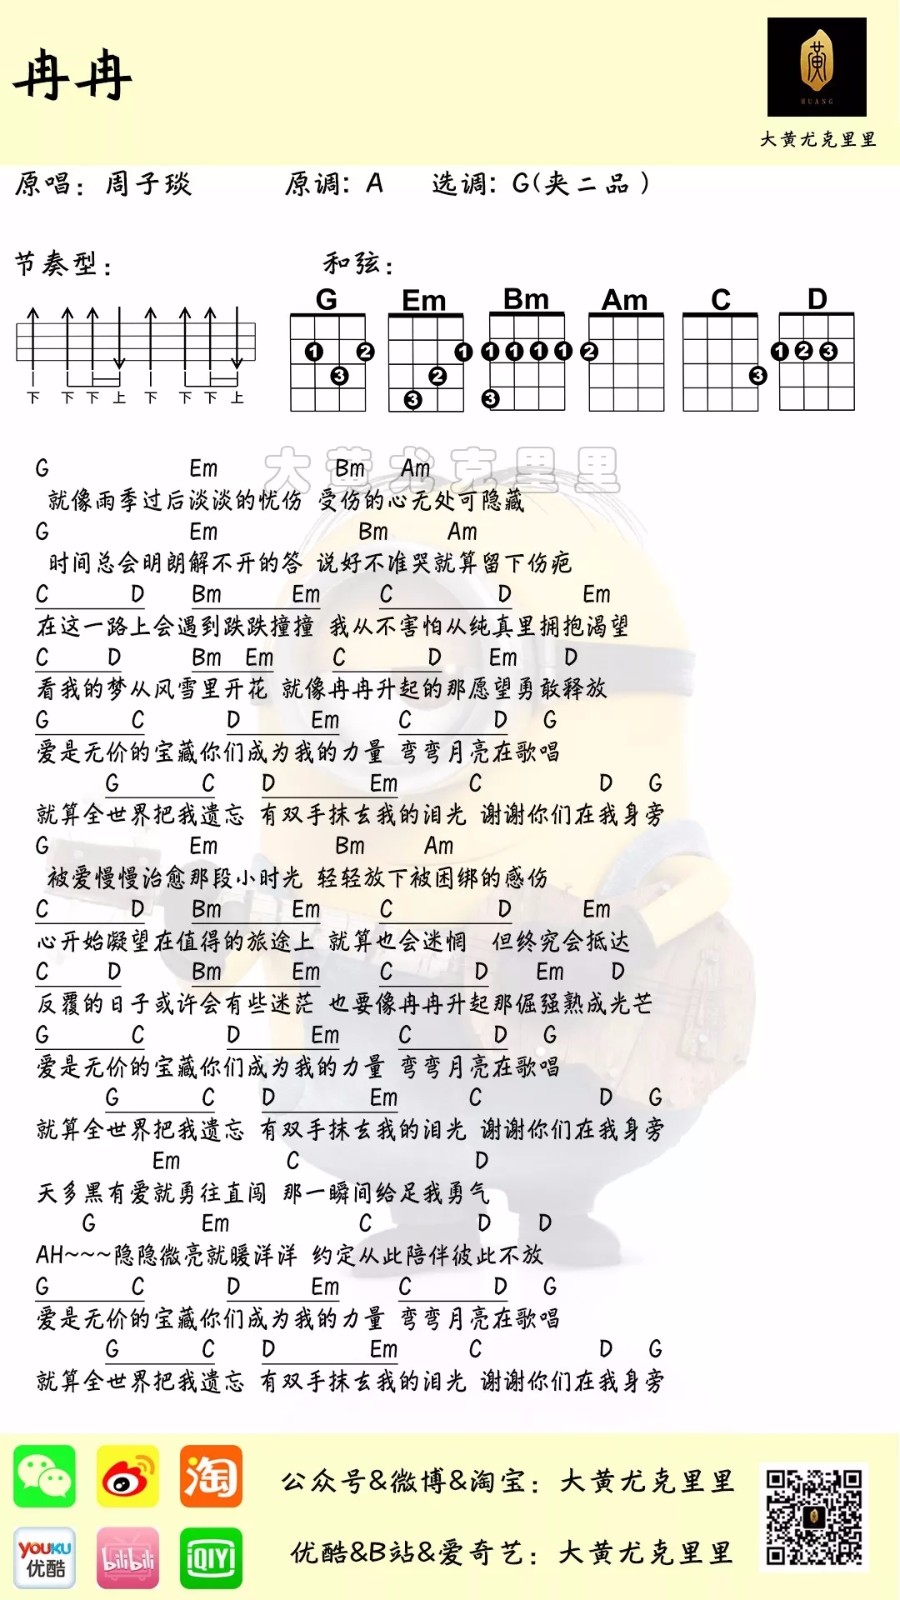 冉冉
黄
HUANG
大黄尤克里里
原唱：周子琰 原调：A 选调：G(夹二品)
节奏型： 和弦：
G Em Bm Am C D
1 2 3 2 1 3 1 1 1 1 3 2 3 1 2 3
下 下 下 上 下 下 下 上
大黄尤克里里
G Em Bm Am
就像雨季过后淡淡的忧伤 受伤的心无处可隐藏
G Em Bm Am
时间总会明朗解不开的答 说好不准哭就算留下伤疤
C D Bm Em C D Em
在这一路上会遇到跌跌撞撞 我从不害怕从纯真里拥抱渴望
C D Bm Em C D Em D
看我的梦从风雪里开花 就像冉冉升起的那愿望勇敢释放
G C D Em C D G
爱是无价的宝藏你们成为我的力量 弯弯月亮在歌唱
G C D Em C D G
就算全世界把我遗忘 有双手抹去我的泪光 谢谢你们在我身旁
G Em Bm Am
被爱慢慢治愈那段小时光 轻轻放下被困绑的感伤
C D Bm Em C D Em
心开始凝望在值得的旅途上 就算也会迷惘 但终究会抵达
C D Bm Em C D Em D
反覆的日子或许会有些迷茫 也要像冉冉升起那倔强熟成光芒
G C D Em C D G
爱是无价的宝藏你们成为我的力量 弯弯月亮在歌唱
G C D Em C D G
就算全世界把我遗忘 有双手抹去我的泪光 谢谢你们在我身旁
Em C D
天多黑有爱就勇往直闯 那一瞬间给足我勇气
G Em C D D
AH~~~隐隐微亮就暖洋洋 约定从此陪伴彼此不放
G C D Em C D G
爱是无价的宝藏你们成为我的力量 弯弯月亮在歌唱
G C D Em C D G
就算全世界把我遗忘 有双手抹去我的泪光 谢谢你们在我身旁
淘
公众号&微博&淘宝：大黄尤克里里
YOUKU
优酷
bilibili
iQIYI
优酷&B站&爱奇艺：大黄尤克里里